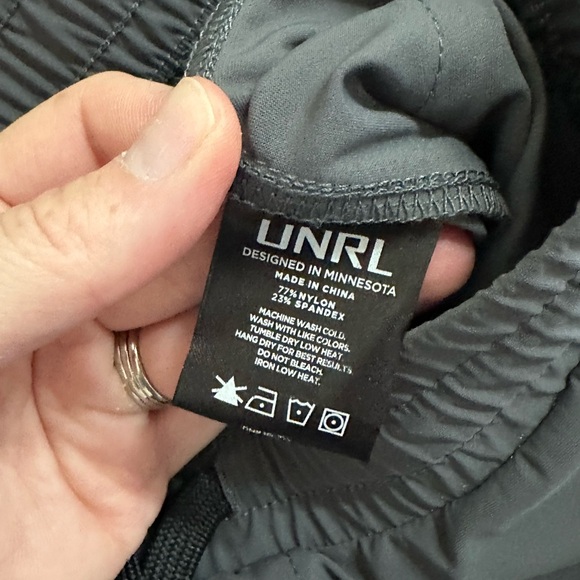 UNRL
DESIGNED IN MINNESOTA
MADE IN CHINA
77% NYLON
23% SPANDEX
MACHINE WASH COLD.
WASH WITH LIKE COLORS.
TUMBLE DRY LOW HEAT.
HANG DRY FOR BEST RESULTS.
DO NOT BLEACH.
IRON LOW HEAT.